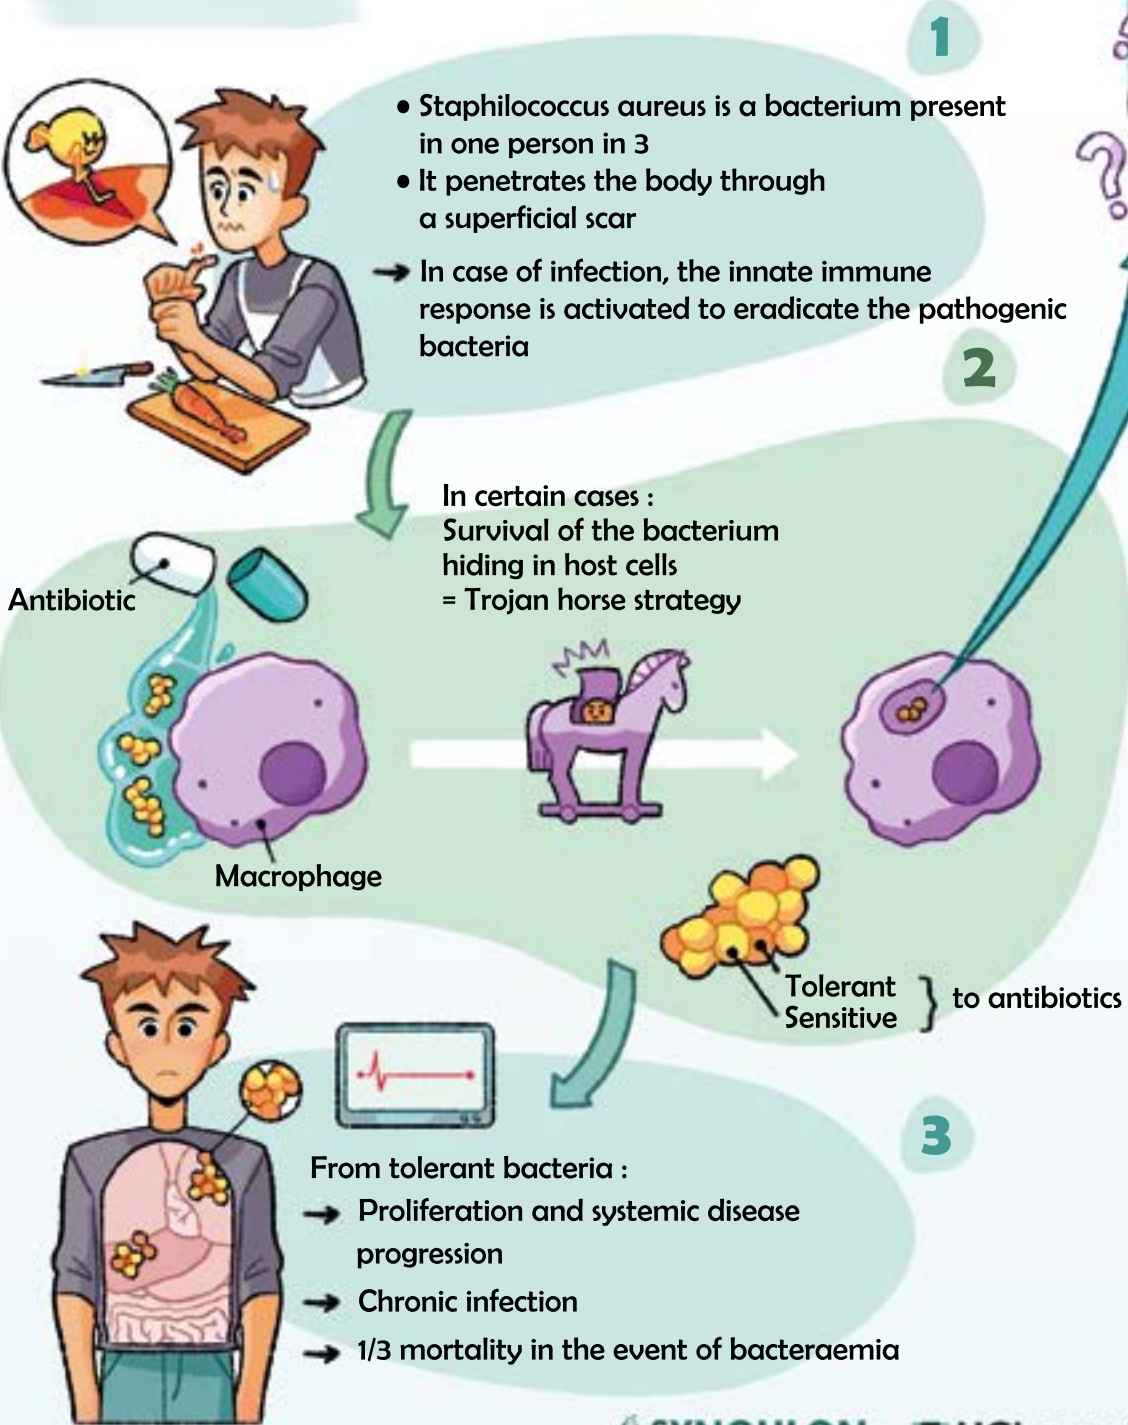 1
• Staphilococcus aureus is a bacterium present
in one person in 3
• It penetrates the body through
a superficial scar
→ In case of infection, the innate immune
response is activated to eradicate the pathogenic
bacteria
?
2
In certain cases :
Survival of the bacterium
hiding in host cells
= Trojan horse strategy
Antibiotic
Macrophage
Tolerant
Sensitive
} to antibiotics
3
From tolerant bacteria :
→ Proliferation and systemic disease
progression
→ Chronic infection
→ 1/3 mortality in the event of bacteraemia